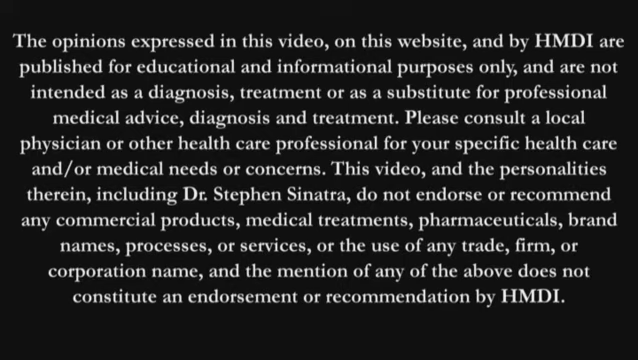 The opinions expressed in this video, on this website, and by HMDI are
published for educational and informational purposes only, and are not
intended as a diagnosis, treatment or as a substitute for professional
medical advice, diagnosis and treatment. Please consult a local
physician or other health care professional for your specific health care
and/or medical needs or concerns. This video, and the personalities
therein, including Dr. Stephen Sinatra, do not endorse or recommend
any commercial products, medical treatments, pharmaceuticals, brand
names, processes, or services, or the use of any trade, firm, or
corporation name, and the mention of any of the above does not
constitute an endorsement or recommendation by HMDI.